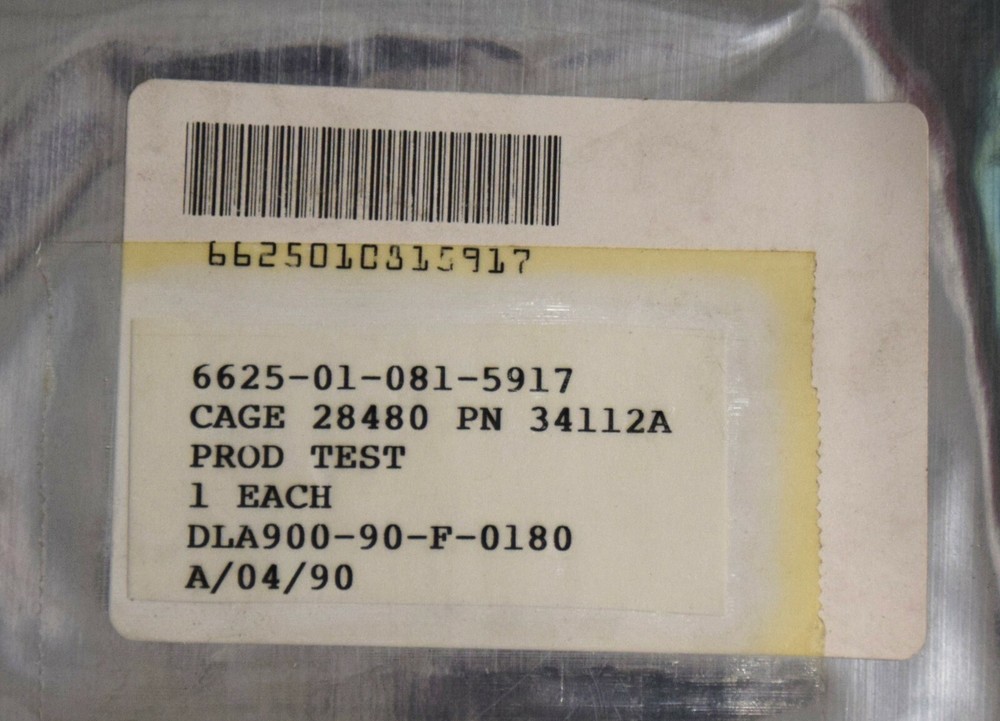 6625010815917
6625-01-081-5917
CAGE 28480 PN 34112A
PROD TEST
1 EACH
DLA900-90-F-0180
A/04/90